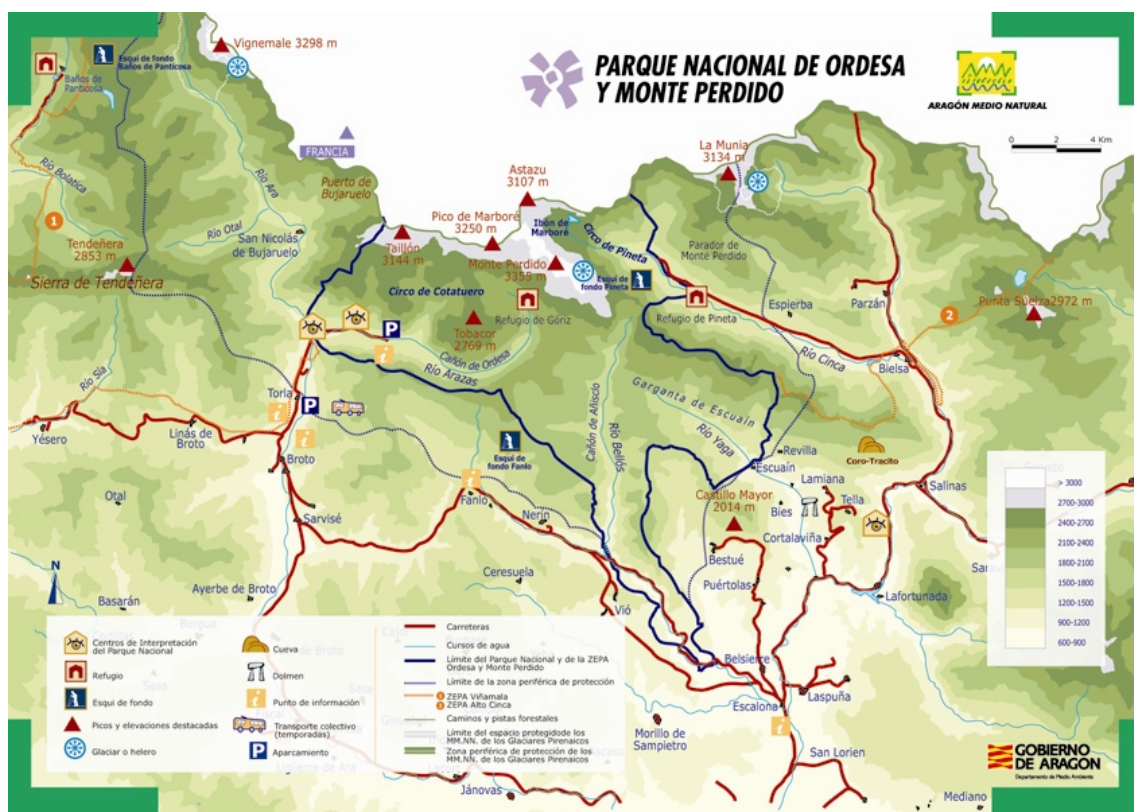 PARQUE NACIONAL DE ORDESA
Y MONTE PERDIDO
ARAGÓN MEDIO NATURAL
0 2 4 Km
Vignemale 3298 m
Esquí de fondo
Baños de Panticosa
Baños de
Panticosa
FRANCIA
Puerto de
Bujaruelo
Río Bolatica
Río Ara
Río Otal
San Nicolás
de Bujaruelo
1
Tendeñera
2853 m
Sierra de Tendeñera
Astazu
3107 m
Pico de Marboré
3250 m
Ibón de
Marboré
Taillón
3144 m
Monte Perdido
3355 m
Circo de Pineta
Esquí de
fondo Pineta
La Munia
3134 m
Parador de
Monte Perdido
Espierba
Parzán
Punta Súelza2972 m
2
Circo de Cotatuero
Refugio de Góriz
Refugio de Pineta
Tobacor
2769 m
Cañón de Ordesa
Río Arazas
Río Cinca
Bielsa
Río Sía
Torla
P
P
i
i
i
i
i
Yésero
Linás de
Broto
Broto
Otal
Sarvisé
Fanlo
Esquí de
fondo Fanlo
Nerín
Cañón de Añisclo
Río Bellós
Garganta de Escuaín
Río Yaga
Revilla
Escuaín
Coro-Tracito
Castillo Mayor
2014 m
Lamiana
Bies
Tella
Salinas
Cortalaviña
Bestué
Puértolas
Ceresuela
Vió
Lafortunada
Ayerbe de Broto
Basarán
N
Belsierre
Laspuña
Escalona
Morillo de
Sampietro
San Lorien
Jánovas
Mediano
> 3000
2700-3000
2400-2700
2100-2400
1800-2100
1500-1800
1200-1500
900-1200
600-900
Centros de Interpretación
del Parque Nacional
Refugio
Esquí de fondo
Picos y elevaciones destacadas
Glaciar o helero
Cueva
Dolmen
i
Punto de información
Transporte colectivo
(temporadas)
P
Aparcamiento
Carreteras
Cursos de agua
Límite del Parque Nacional y de la ZEPA
Ordesa y Monte Perdido
Límite de la zona periférica de protección
1 ZEPA Viñamala
2 ZEPA Alto Cinca
Caminos y pistas forestales
Límite del espacio protegidode los
MM.NN. de los Glaciares Pirenaicos
Zona periférica de protección de los
MM.NN. de los Glaciares Pirenaicos
GOBIERNO
DE ARAGON
Departamento de Medio Ambiente